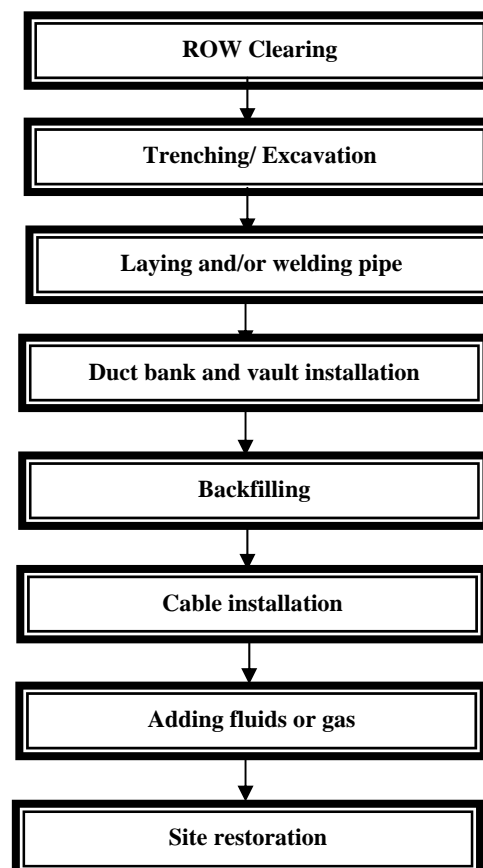 ROW Clearing
Trenching/ Excavation
Laying and/or welding pipe
Duct bank and vault installation
Backfilling
Cable installation
Adding fluids or gas
Site restoration